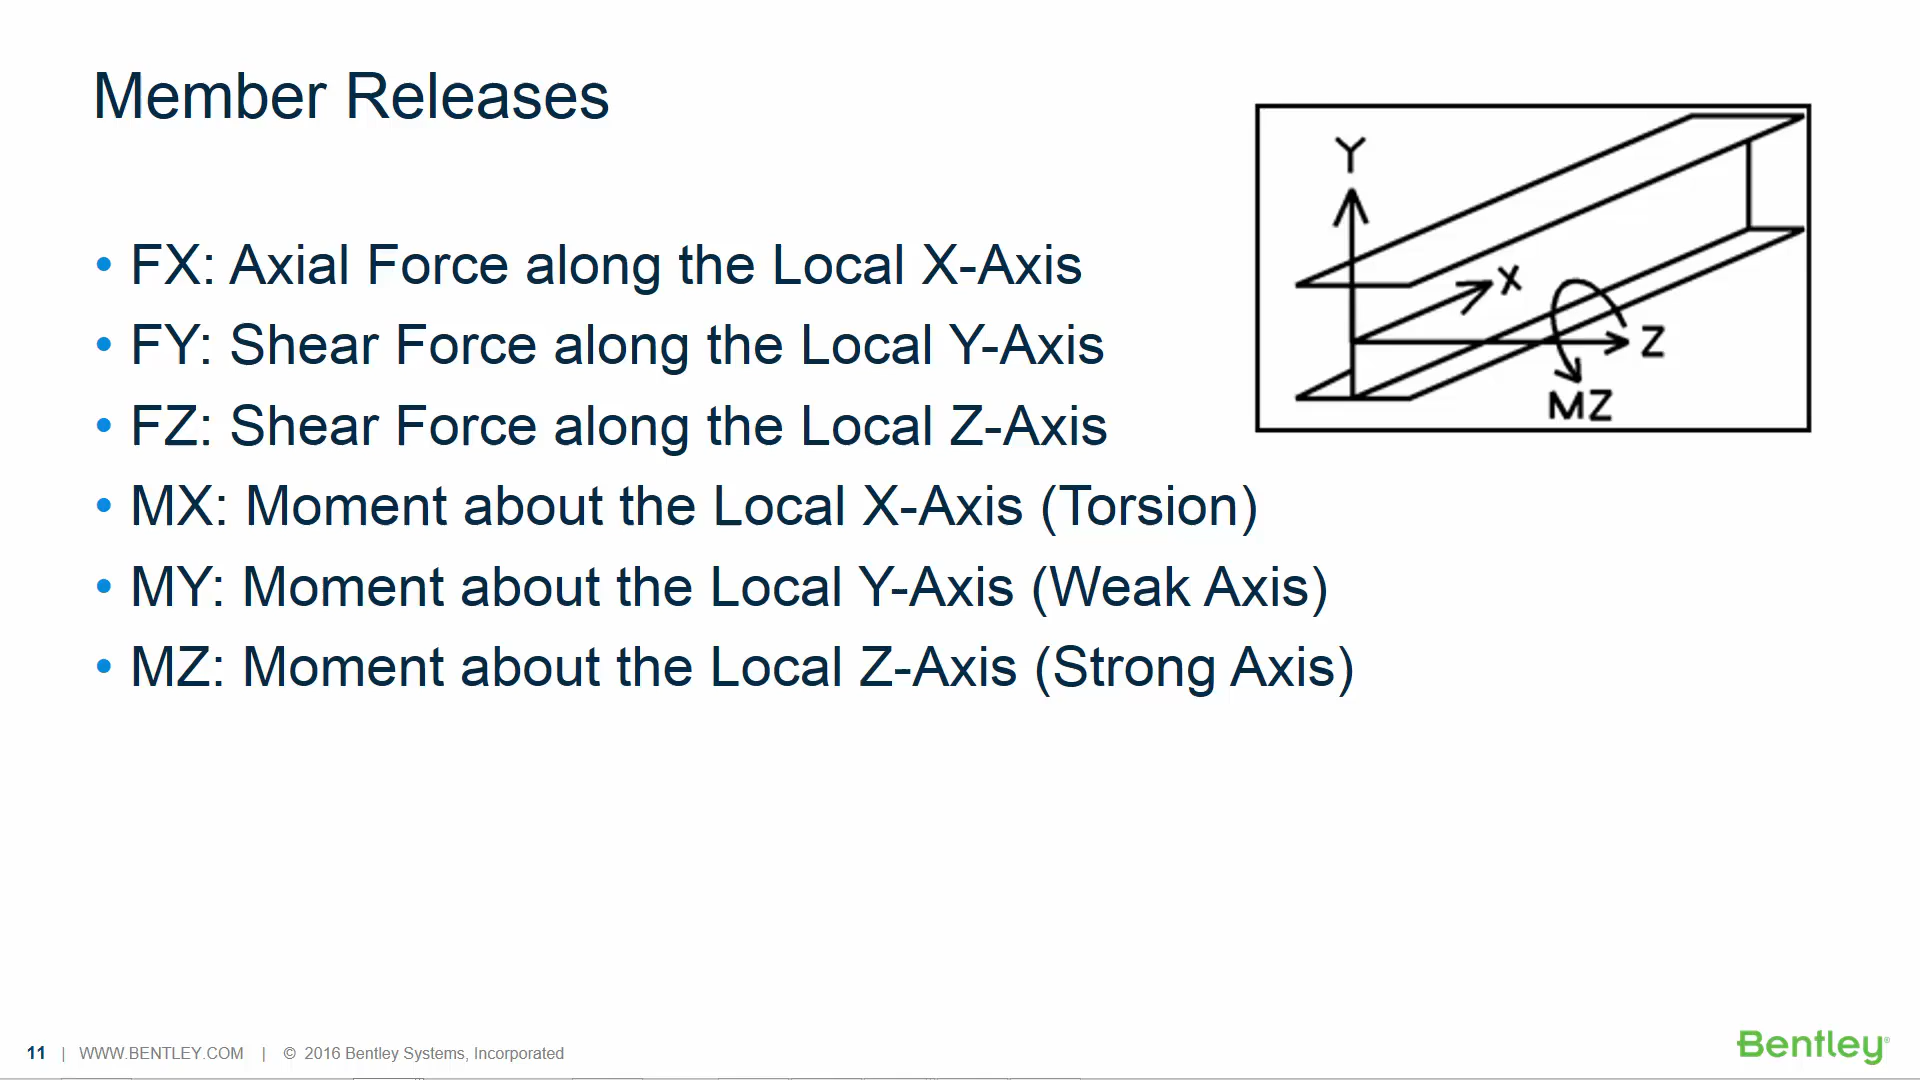 Member Releases
• FX: Axial Force along the Local X-Axis
• FY: Shear Force along the Local Y-Axis
• FZ: Shear Force along the Local Z-Axis
• MX: Moment about the Local X-Axis (Torsion)
• MY: Moment about the Local Y-Axis (Weak Axis)
• MZ: Moment about the Local Z-Axis (Strong Axis)
Y
X
Z
MZ
11 | WWW.BENTLEY.COM | © 2016 Bentley Systems, Incorporated
Bentley®